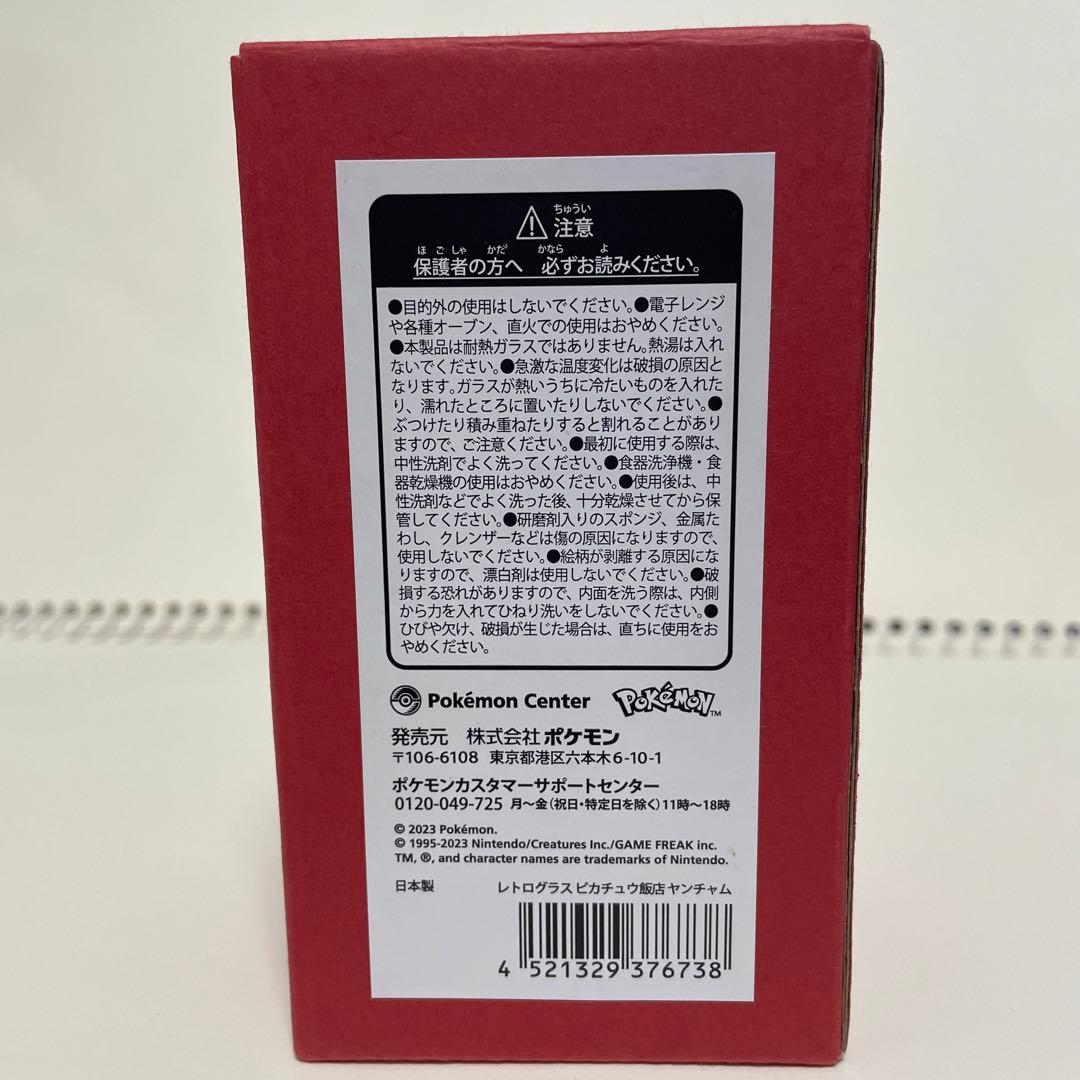 ちゅうい
注意
ほごしゃ かだ かなら よ
保護者の方へ 必ずお読みください。
●目的外の使用はしないでください。●電子レンジ
や各種オーブン、直火での使用はおやめください。
●本製品は耐熱ガラスではありません。熱湯は入れ
ないでください。●急激な温度変化は破損の原因と
なります。ガラスが熱いうちに冷たいものを入れた
り、濡れたところに置いたりしないでください。●
ぶつけたり積み重ねたりすると割れることがあり
ますので、ご注意ください。●最初に使用する際は、
中性洗剤でよく洗ってください。●食器洗浄機・食
器乾燥機の使用はおやめください。●使用後は、中
性洗剤などでよく洗った後、十分乾燥させてから保
管してください。●研磨剤入りのスポンジ、金属た
わし、クレンザーなどは傷の原因になりますので、
使用しないでください。●絵柄が剥離する原因にな
りますので、漂白剤は使用しないでください。●破
損する恐れがありますので、内面を洗う際は、内側
から力を入れてひねり洗いをしないでください。●
ひびや欠け、破損が生じた場合は、直ちに使用をお
やめください。
Pokémon Center POKéMON™
発売元 株式会社ポケモン
〒106-6108 東京都港区六本木6-10-1
ポケモンカスタマーサポートセンター
0120-049-725 月～金（祝日・特定日を除く）11時～18時
© 2023 Pokémon.
© 1995-2023 Nintendo/Creatures Inc./GAME FREAK inc.
TM, ®, and character names are trademarks of Nintendo.
日本製 レトログラス ピカチュウ飯店 ヤンチャム
4 521329 376738